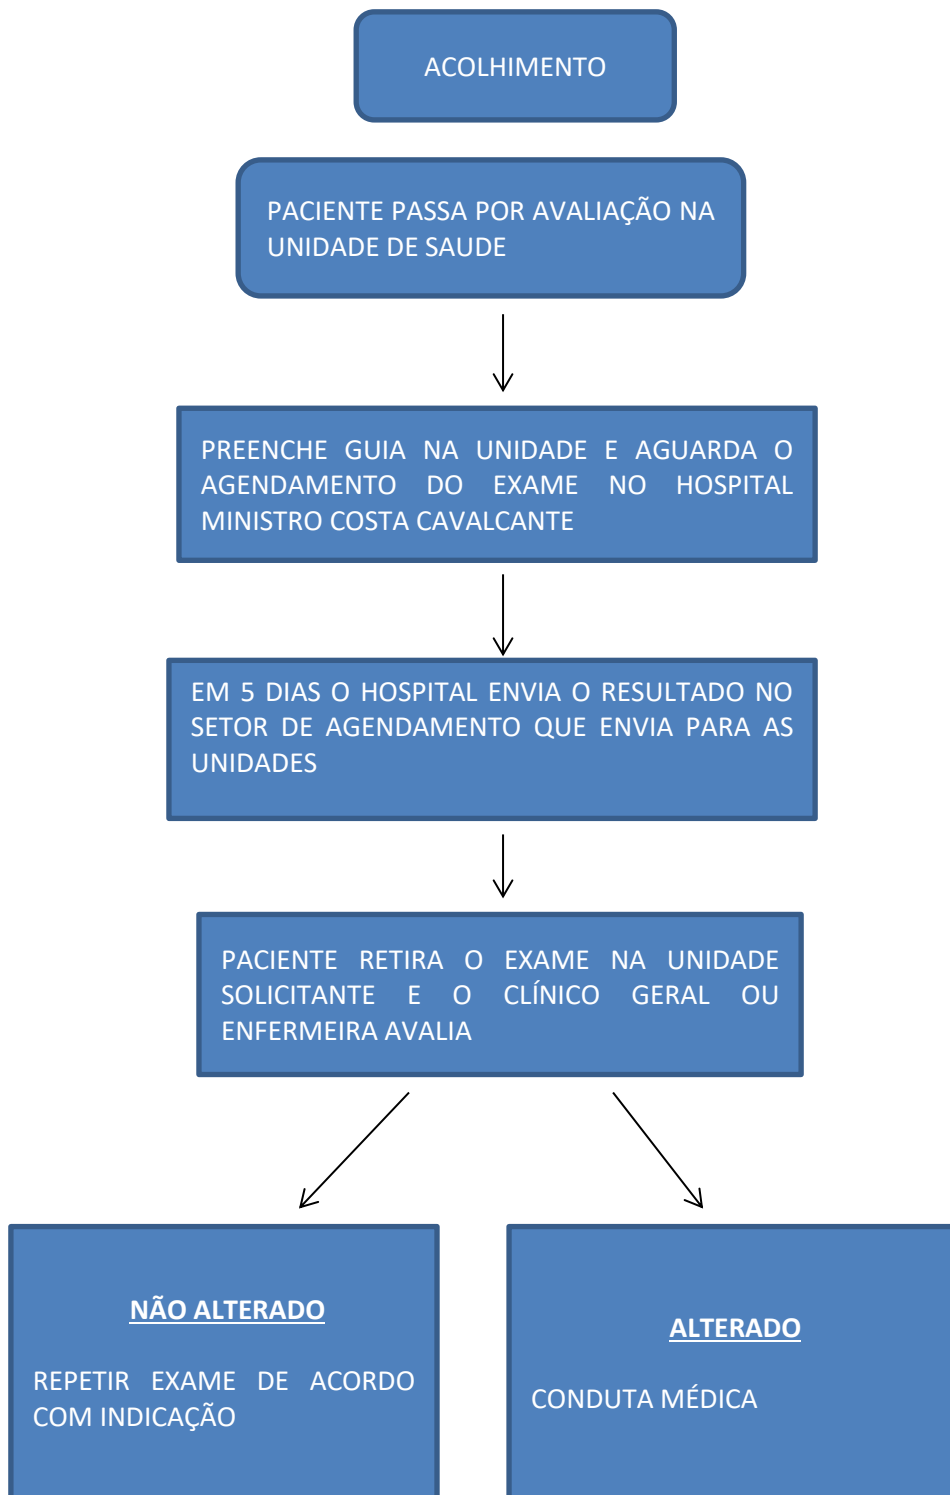 ACOLHIMENTO
PACIENTE PASSA POR AVALIAÇÃO NA
UNIDADE DE SAUDE
PREENCHE GUIA NA UNIDADE E AGUARDA O
AGENDAMENTO DO EXAME NO HOSPITAL
MINISTRO COSTA CAVALCANTE
EM 5 DIAS O HOSPITAL ENVIA O RESULTADO NO
SETOR DE AGENDAMENTO QUE ENVIA PARA AS
UNIDADES
PACIENTE RETIRA O EXAME NA UNIDADE
SOLICITANTE E O CLÍNICO GERAL OU
ENFERMEIRA AVALIA
NÃO ALTERADO
REPETIR EXAME DE ACORDO
COM INDICAÇÃO
ALTERADO
CONDUTA MÉDICA